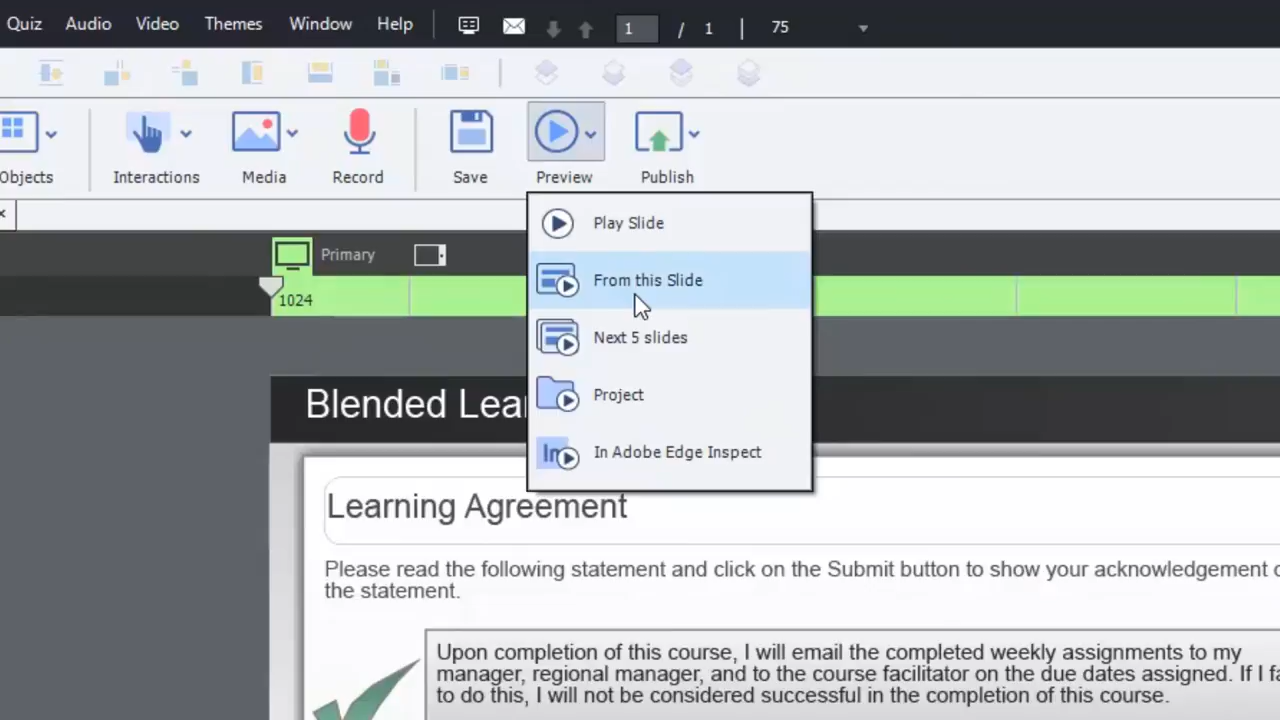 Quiz Audio Video Themes Window Help 1 / 1 | 75
Objects Interactions Media Record Save Preview Publish
Play Slide
Primary
From this Slide
1024
Next 5 slides
Project
Blended
In Adobe Edge Inspect
Learning Agreement
Please read the following statement and click on the Submit button to show your acknowledgement
the statement.
Upon completion of this course, I will email the completed weekly assignments to my
manager, regional manager, and to the course facilitator on the due dates assigned. If I
to do this, I will not be considered successful in the completion of this course.